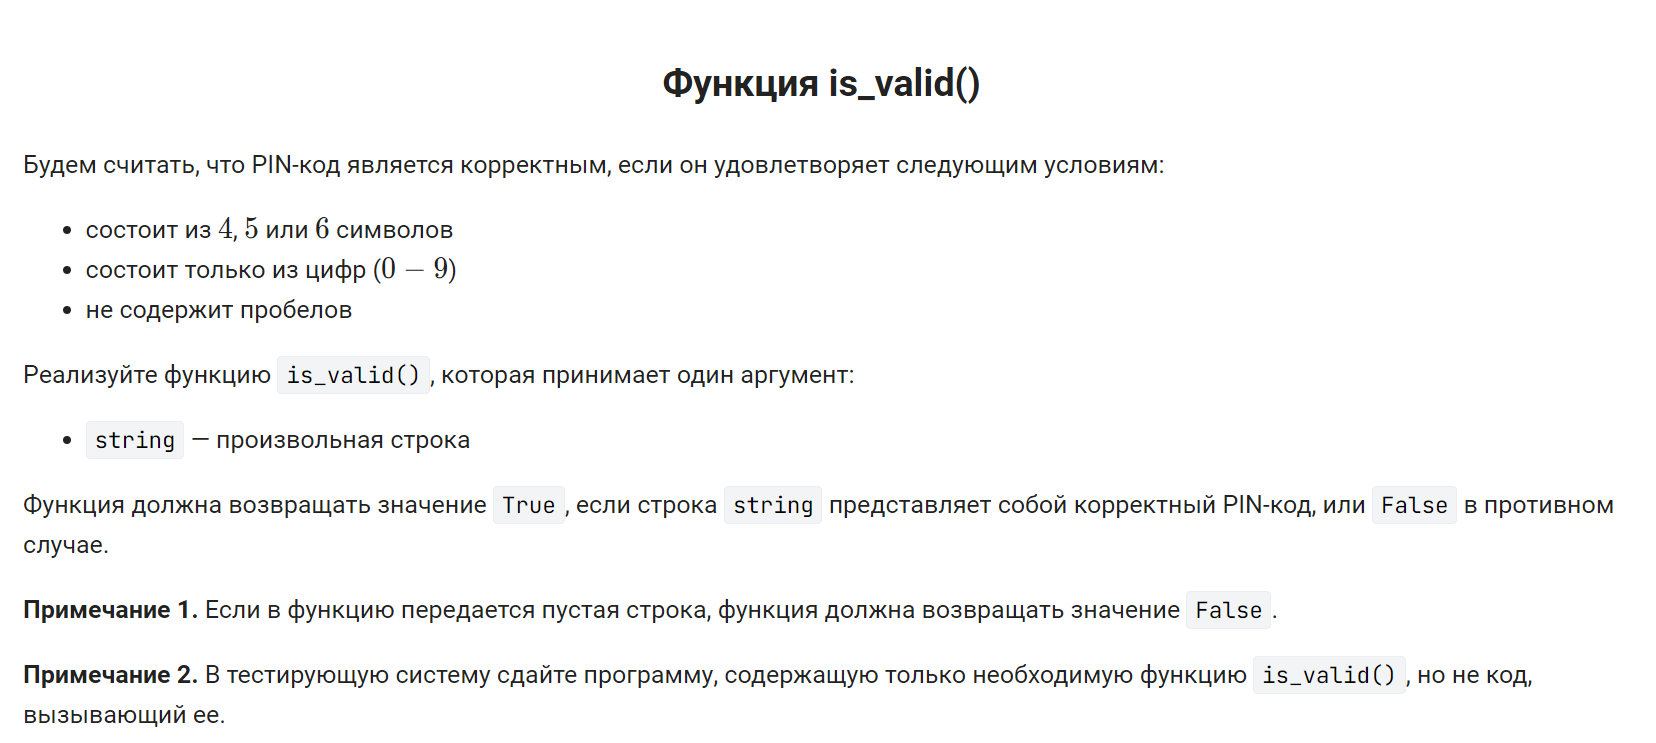 Функция is_valid()
Будем считать, что PIN-код является корректным, если он удовлетворяет следующим условиям:
• состоит из 4, 5 или 6 символов
• состоит только из цифр (0 − 9)
• не содержит пробелов
Реализуйте функцию is_valid(), которая принимает один аргумент:
• string — произвольная строка
Функция должна возвращать значение True, если строка string представляет собой корректный PIN-код, или False в противном
случае.
Примечание 1. Если в функцию передается пустая строка, функция должна возвращать значение False.
Примечание 2. В тестирующую систему сдайте программу, содержащую только необходимую функцию is_valid(), но не код,
вызывающий ее.